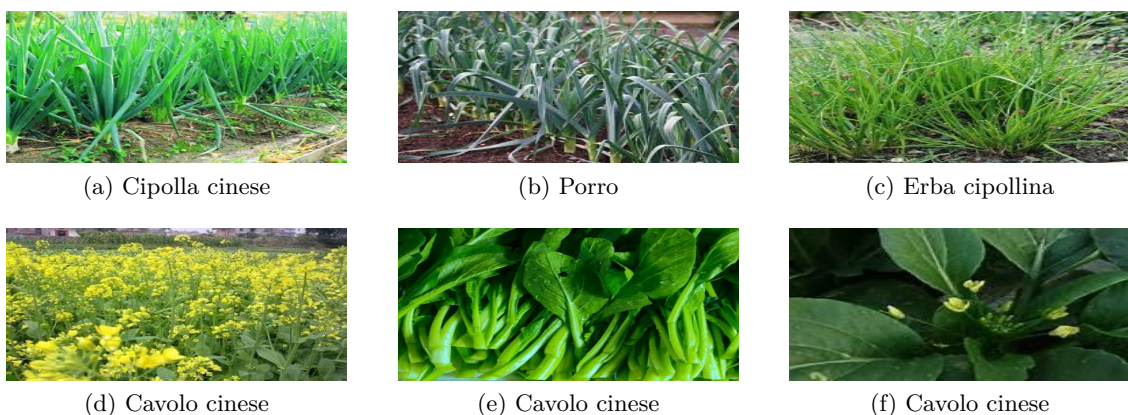 (a) Cipolla cinese
(b) Porro
(c) Erba cipollina
(d) Cavolo cinese
(e) Cavolo cinese
(f) Cavolo cinese